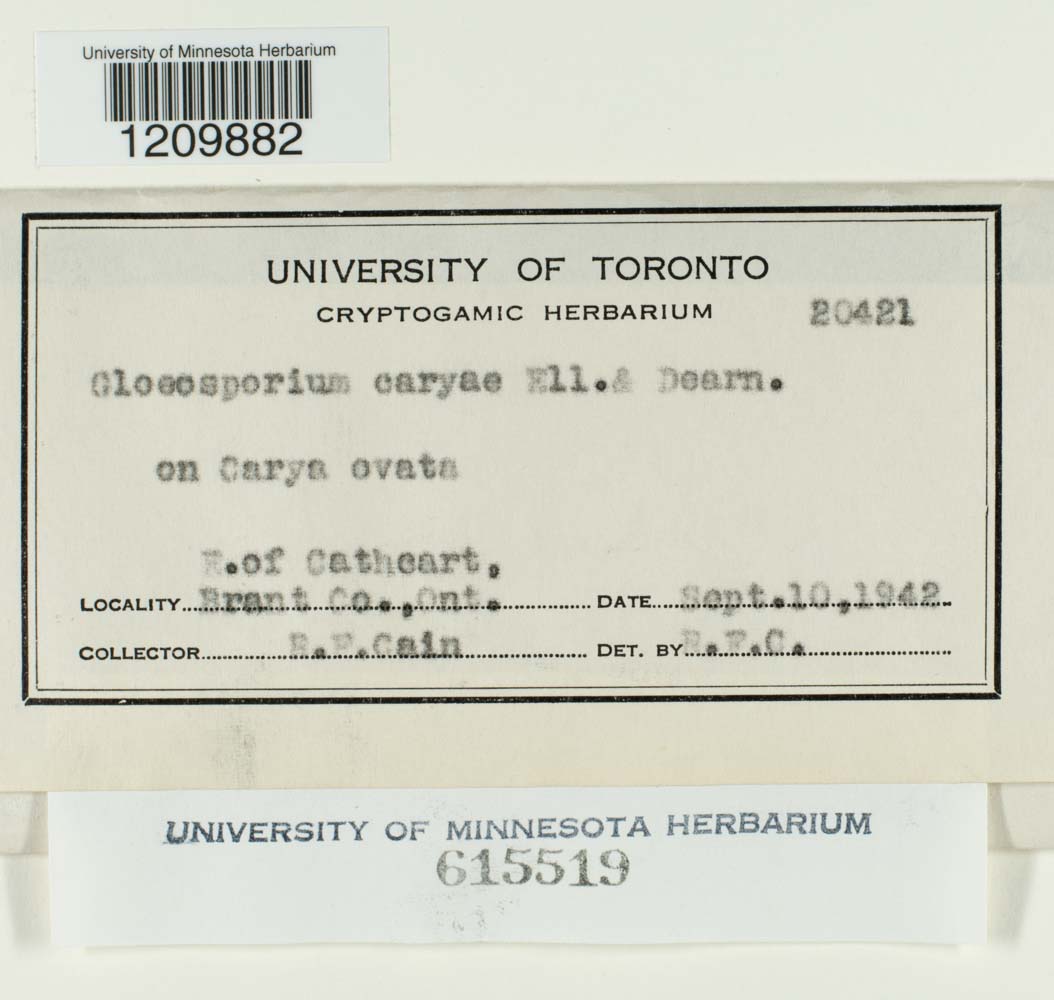 University of Minnesota Herbarium
1209882
UNIVERSITY OF TORONTO
CRYPTOGAMIC HERBARIUM
20421
Gloeosporium caryae Ell.& Dearn.
on Carya ovata
of Cathcart,
LOCALITY Brant Co., Ont.
DATE Sept.10,1942
COLLECTOR R.F.Cain
DET. BY R.F.C.
UNIVERSITY OF MINNESOTA HERBARIUM
615519